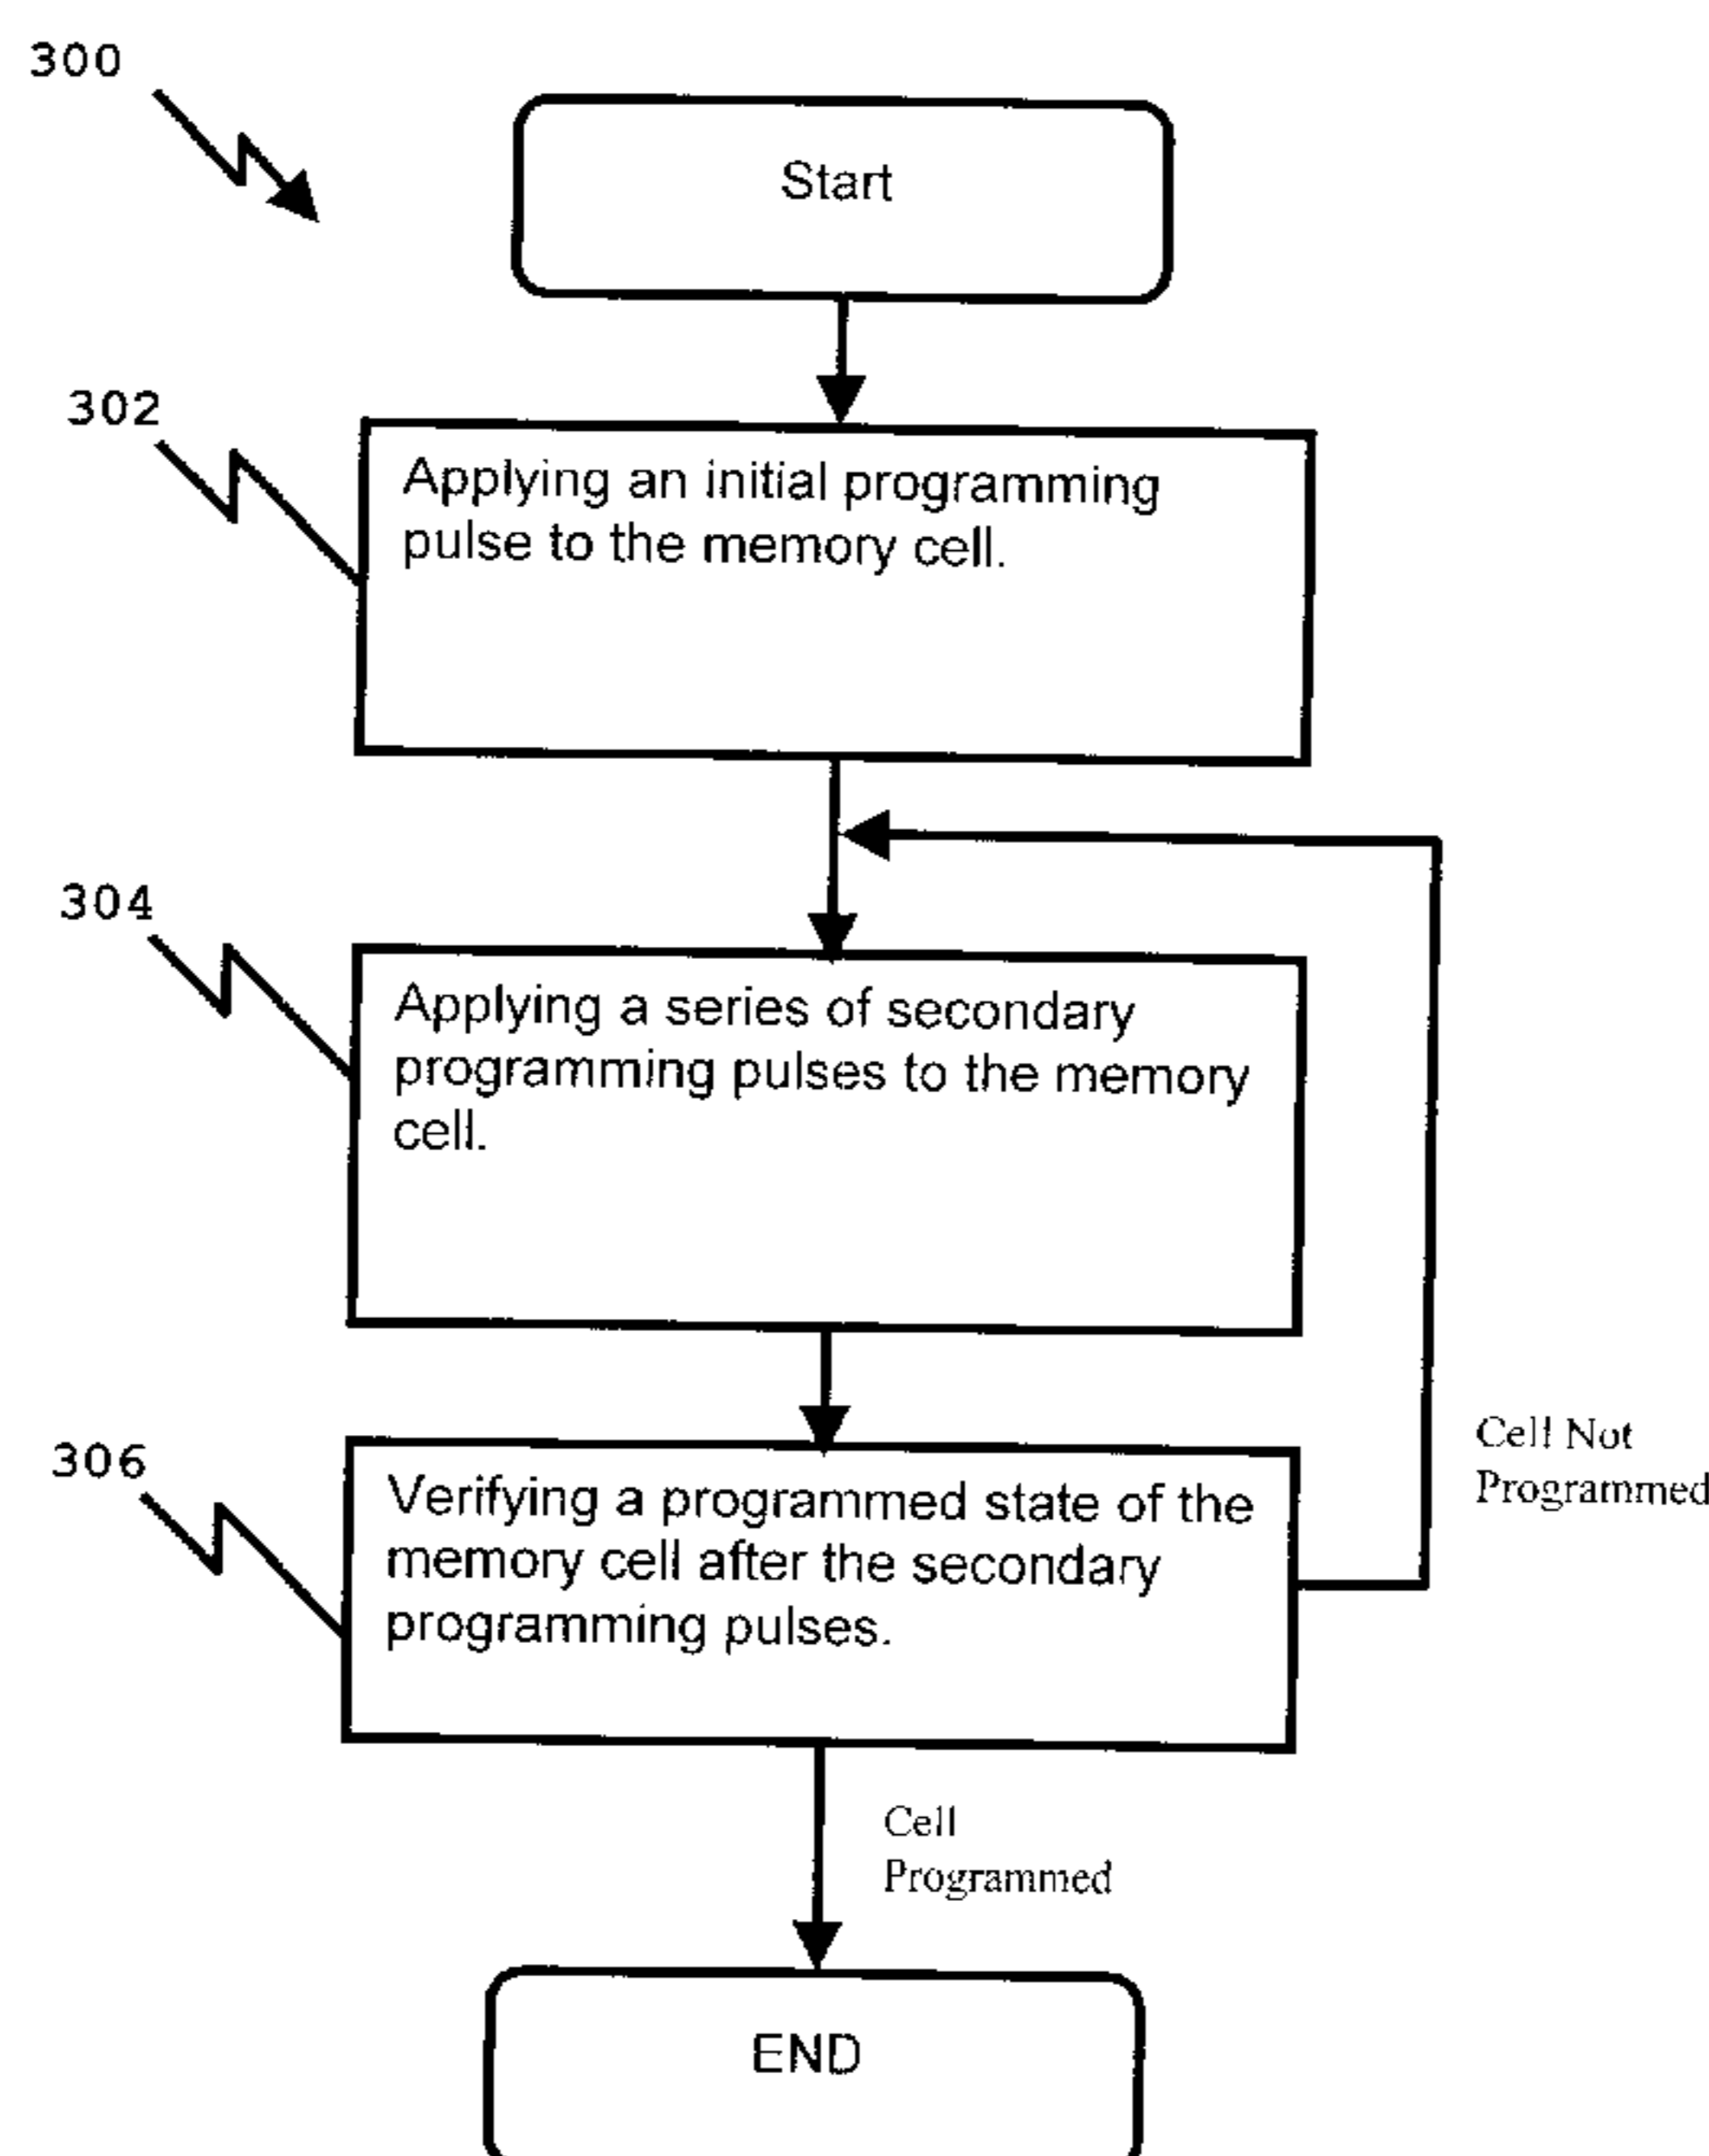 300
Start
302
Applying an initial programming
pulse to the memory cell.
304
Applying a series of secondary
programming pulses to the memory
cell.
306
Verifying a programmed state of the
memory cell after the secondary
programming pulses.
Cell Not
Programmed
Cell
Programmed
END